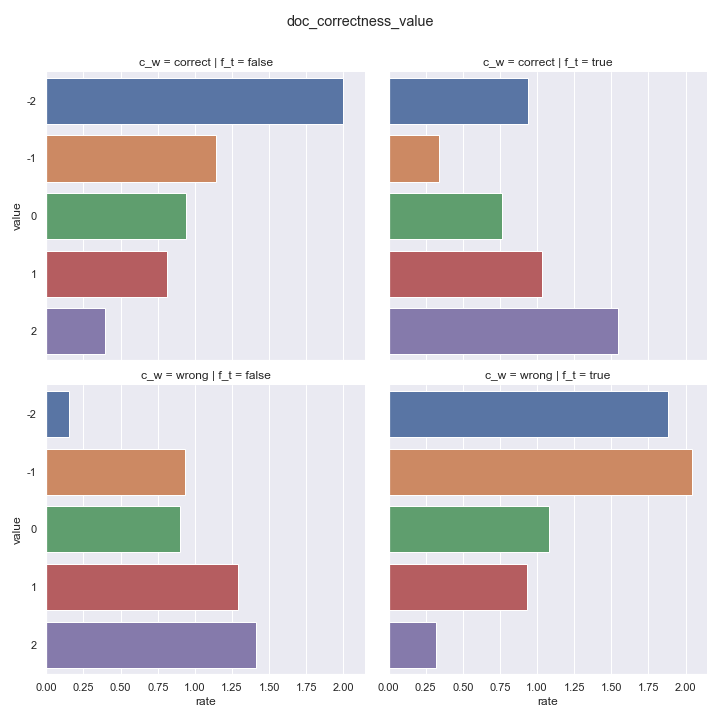 doc_correctness_value
c_w = correct | f_t = false
c_w = correct | f_t = true
-2
-1
0
1
2
value
c_w = wrong | f_t = false
c_w = wrong | f_t = true
-2
-1
0
1
2
value
0.00 0.25 0.50 0.75 1.00 1.25 1.50 1.75 2.00
0.00 0.25 0.50 0.75 1.00 1.25 1.50 1.75 2.00
rate
rate